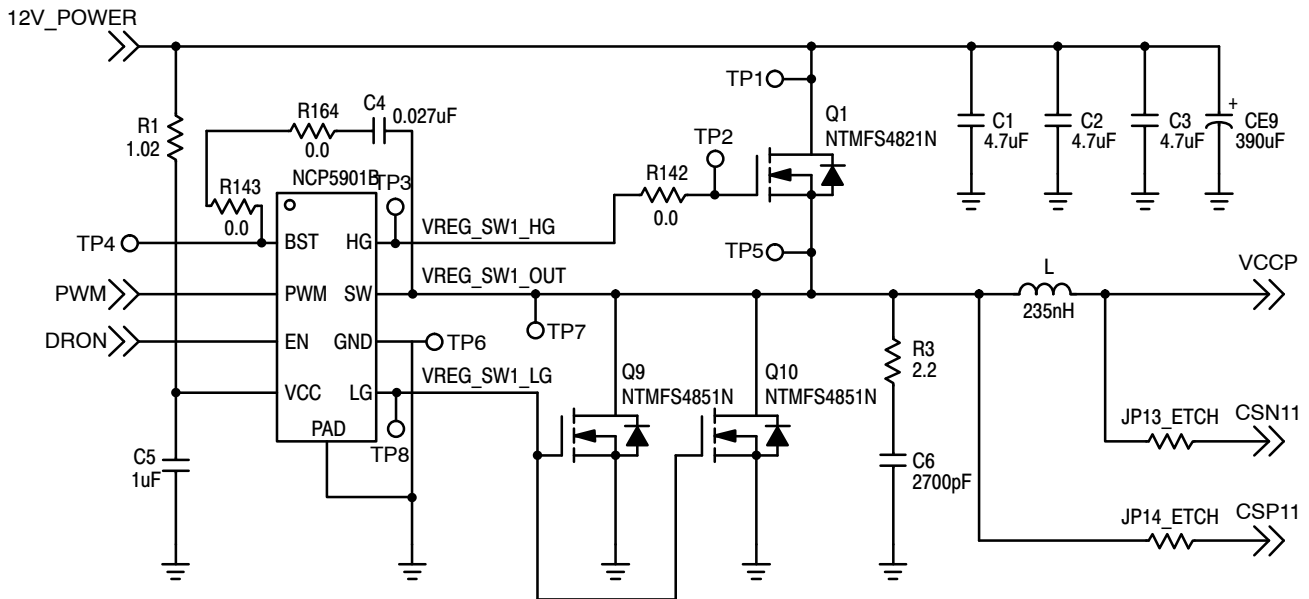 12V_POWER
TP1
R164
0.0
C4
0.027uF
R1
1.02
Q1
NTMFS4821N
C1
4.7uF
C2
4.7uF
C3
4.7uF
+
CE9
390uF
R143
0.0
NCP5901B
TP3
R142
0.0
TP2
TP4
BST
HG
VREG_SW1_HG
TP5
PWM
PWM
SW
VREG_SW1_OUT
L
235nH
VCCP
DRON
EN
GND
TP6
TP7
VCC
LG
VREG_SW1_LG
TP8
PAD
Q9
NTMFS4851N
Q10
NTMFS4851N
R3
2.2
C5
1uF
C6
2700pF
JP13_ETCH
CSN11
JP14_ETCH
CSP11